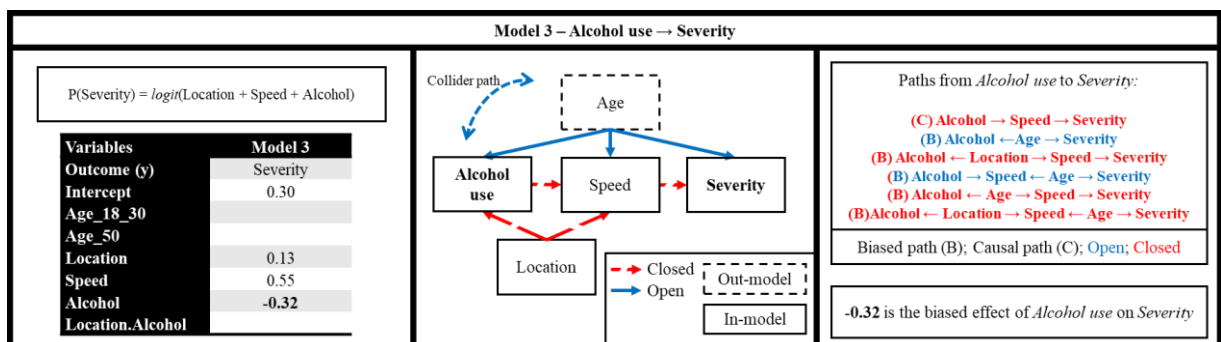 Model 3 – Alcohol use → Severity
P(Severity) = logit(Location + Speed + Alcohol)
Variables Model 3
Outcome (y) Severity
Intercept 0.30
Age_18_30
Age_50
Location 0.13
Speed 0.55
Alcohol -0.32
Location.Alcohol
Collider path
Age
Alcohol
use
Speed
Severity
Location
Closed
Open
Out-model
In-model
Paths from Alcohol use to Severity:
(C) Alcohol → Speed → Severity
(B) Alcohol ←Age → Severity
(B) Alcohol ← Location → Speed → Severity
(B) Alcohol → Speed ← Age → Severity
(B) Alcohol ← Age → Speed → Severity
(B)Alcohol ← Location → Speed ← Age → Severity
Biased path (B); Causal path (C); Open; Closed
-0.32 is the biased effect of Alcohol use on Severity